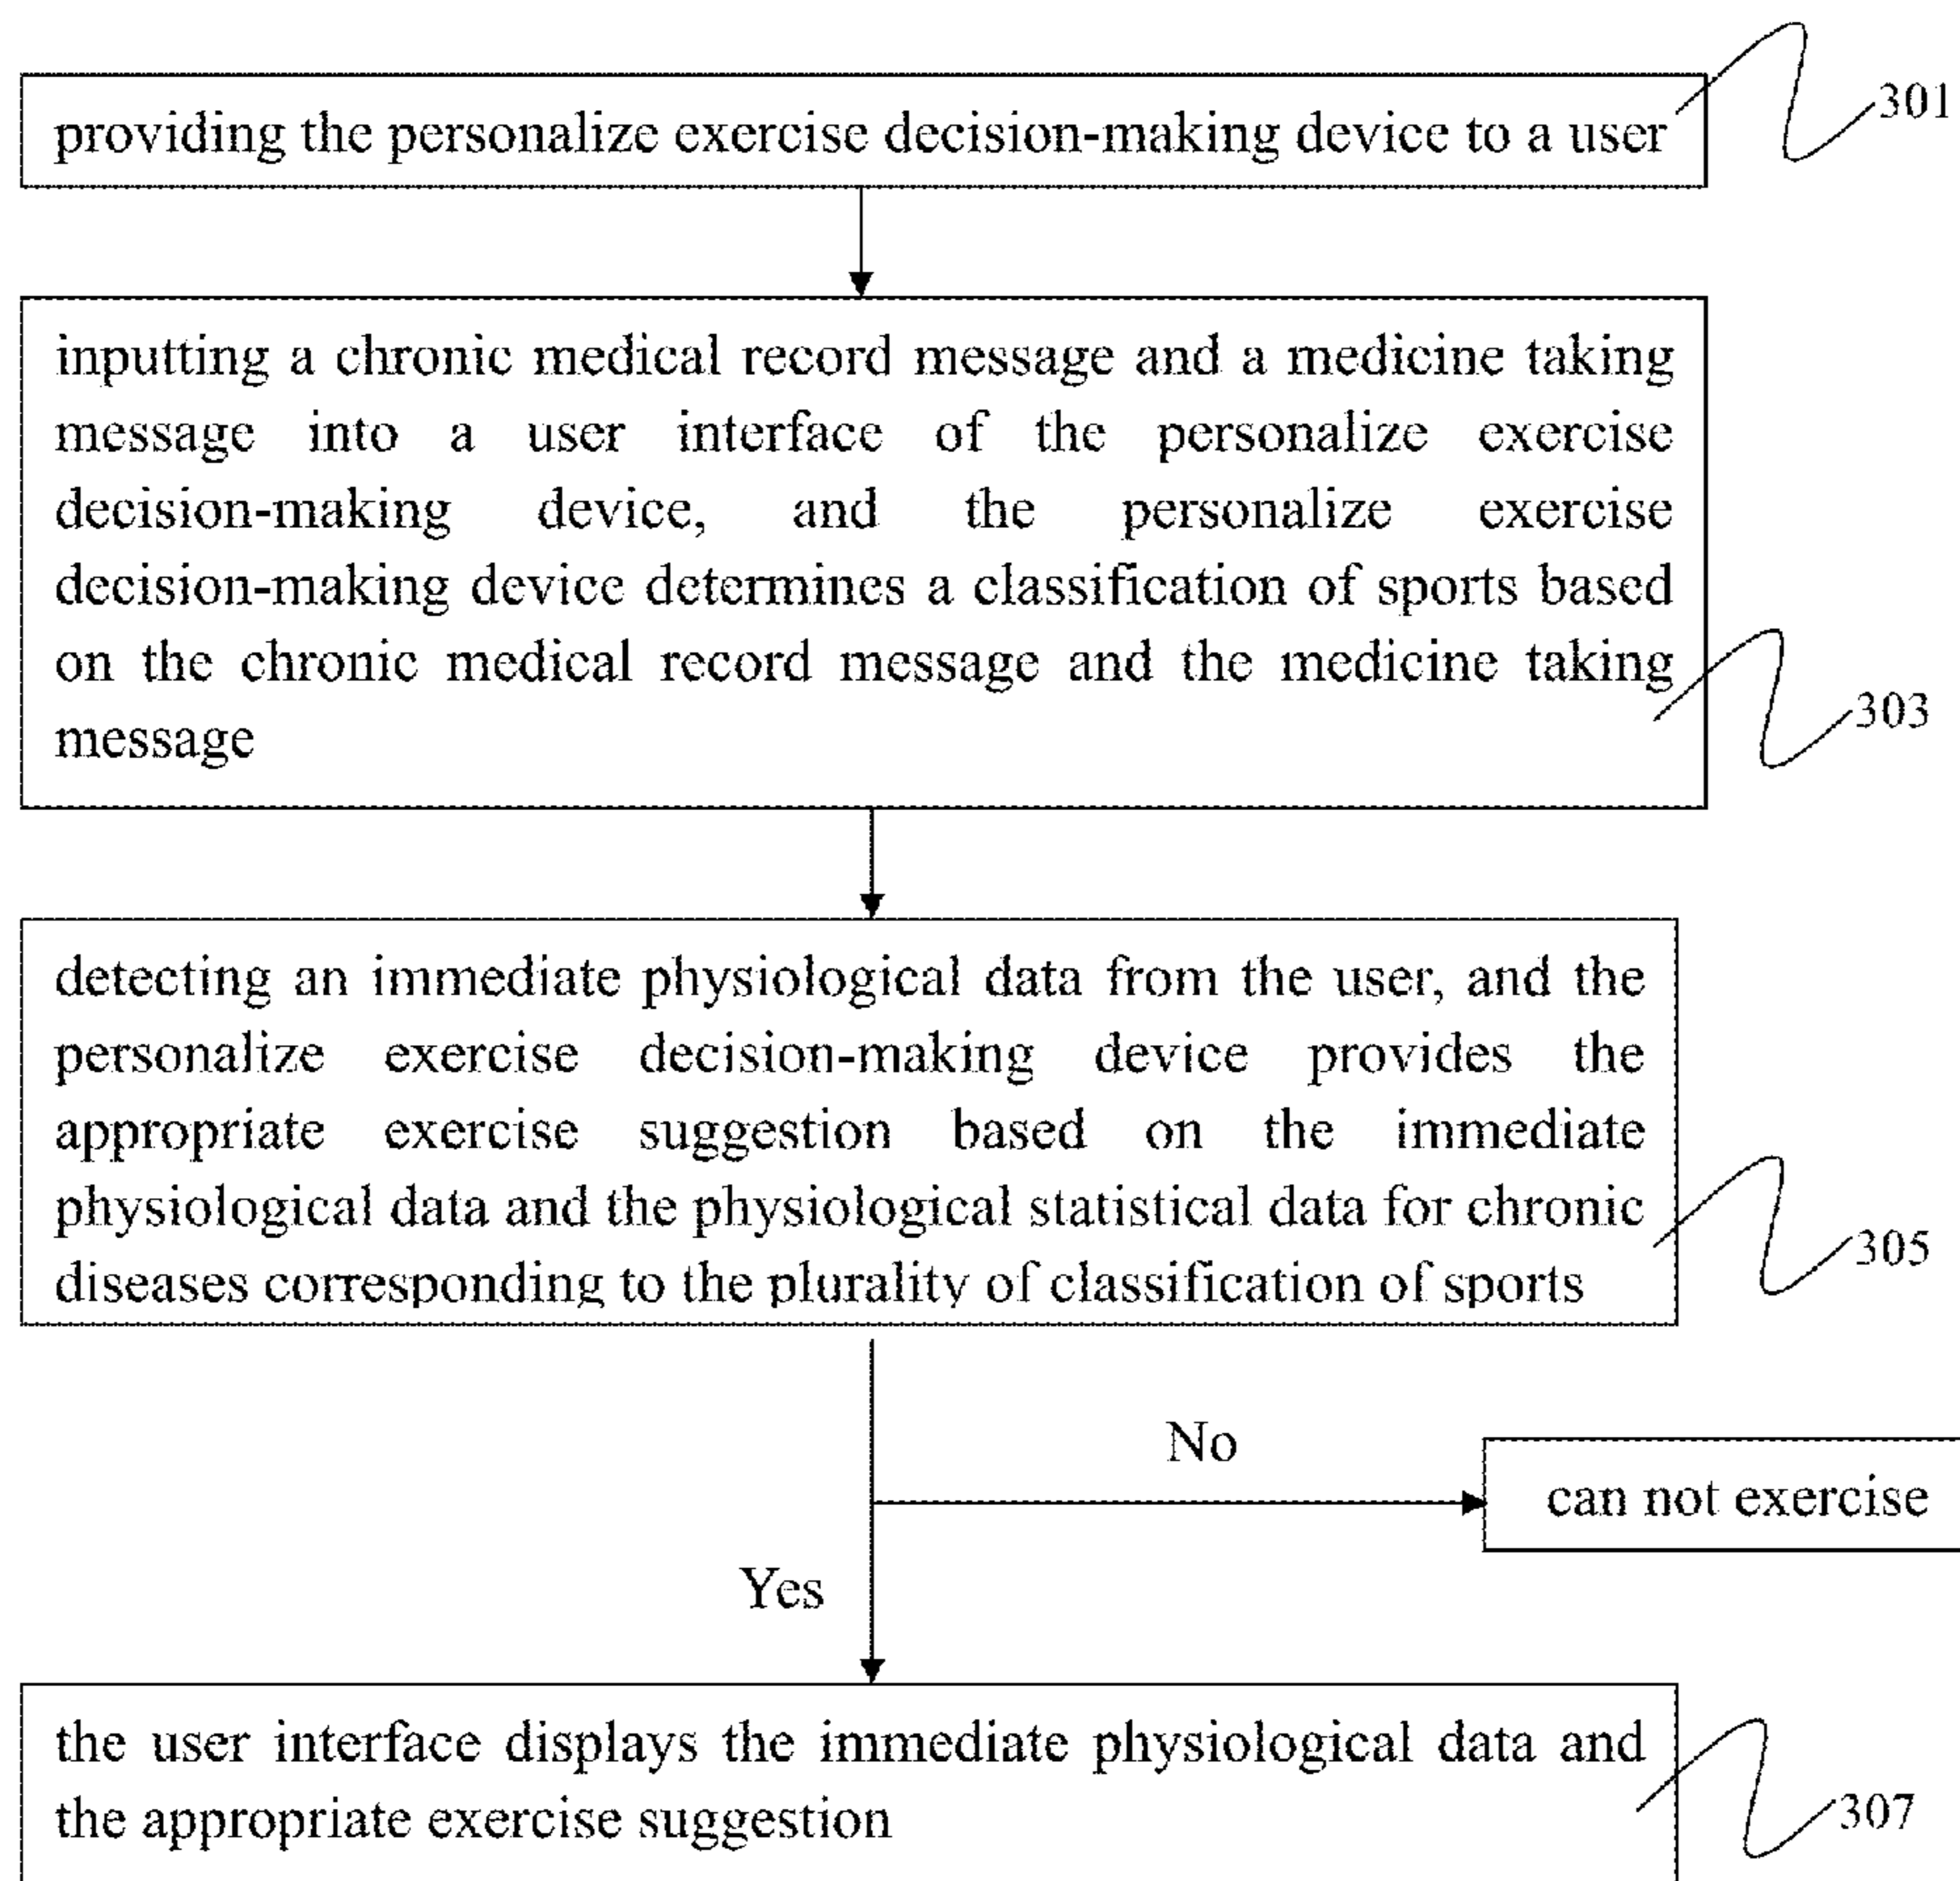 providing the personalize exercise decision-making device to a user
301
inputting a chronic medical record message and a medicine taking
message into a user interface of the personalize exercise
decision-making device, and the personalize exercise
decision-making device determines a classification of sports based
on the chronic medical record message and the medicine taking
message
303
detecting an immediate physiological data from the user, and the
personalize exercise decision-making device provides the
appropriate exercise suggestion based on the immediate
physiological data and the physiological statistical data for chronic
diseases corresponding to the plurality of classification of sports
305
No
can not exercise
Yes
the user interface displays the immediate physiological data and
the appropriate exercise suggestion
307